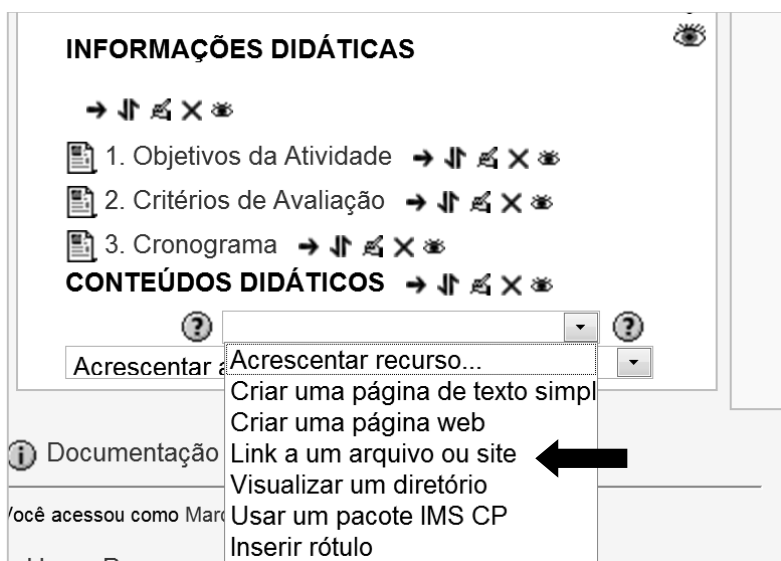 INFORMAÇÕES DIDÁTICAS
1. Objetivos da Atividade
2. Critérios de Avaliação
3. Cronograma
CONTEÚDOS DIDÁTICOS
Acrescentar
Acrescentar recurso...
Criar uma página de texto simpl
Criar uma página web
Link a um arquivo ou site
Visualizar um diretório
Usar um pacote IMS CP
Inserir rótulo
Documentação
você acessou como Marc